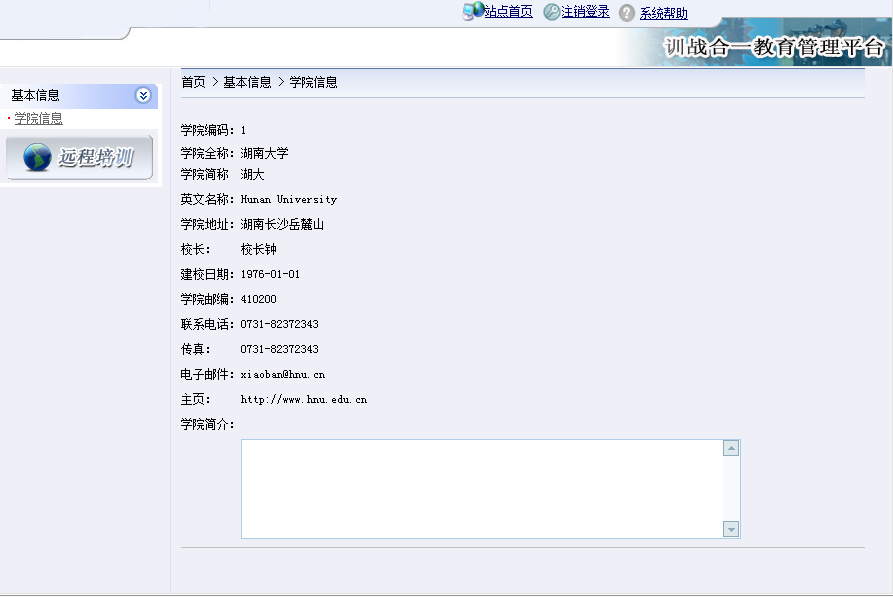 站点首页 注销登录 系统帮助
训战合一教育管理平台
首页 > 基本信息 > 学院信息
基本信息
学院信息
远程培训
学院编码：1
学院全称：湖南大学
学院简称 湖大
英文名称：Hunan University
学院地址：湖南长沙岳麓山
校长： 校长钟
建校日期：1976-01-01
学院邮编：410200
联系电话：0731-82372343
传真： 0731-82372343
电子邮件：xiaoban@hnu.cn
主页： http://www.hnu.edu.cn
学院简介：